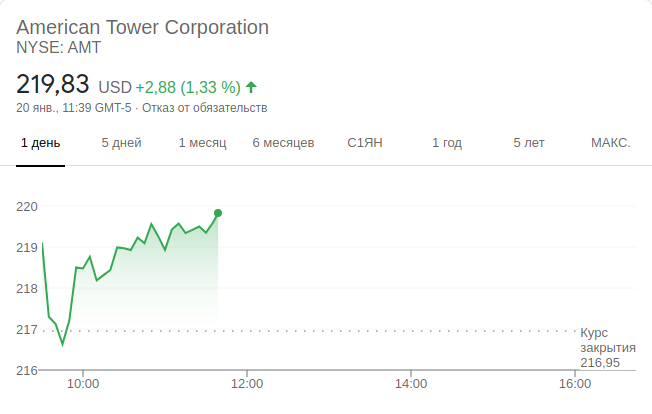 American Tower Corporation
NYSE: AMT
219,83 USD +2,88 (1,33 %)
20 янв., 11:39 GMT-5 · Отказ от обязательств
1 день 5 дней 1 месяц 6 месяцев С1ЯН 1 год 5 лет МАКС.
220
219
218
217
Курс
закрытия
216,95
216
10:00 12:00 14:00 16:00